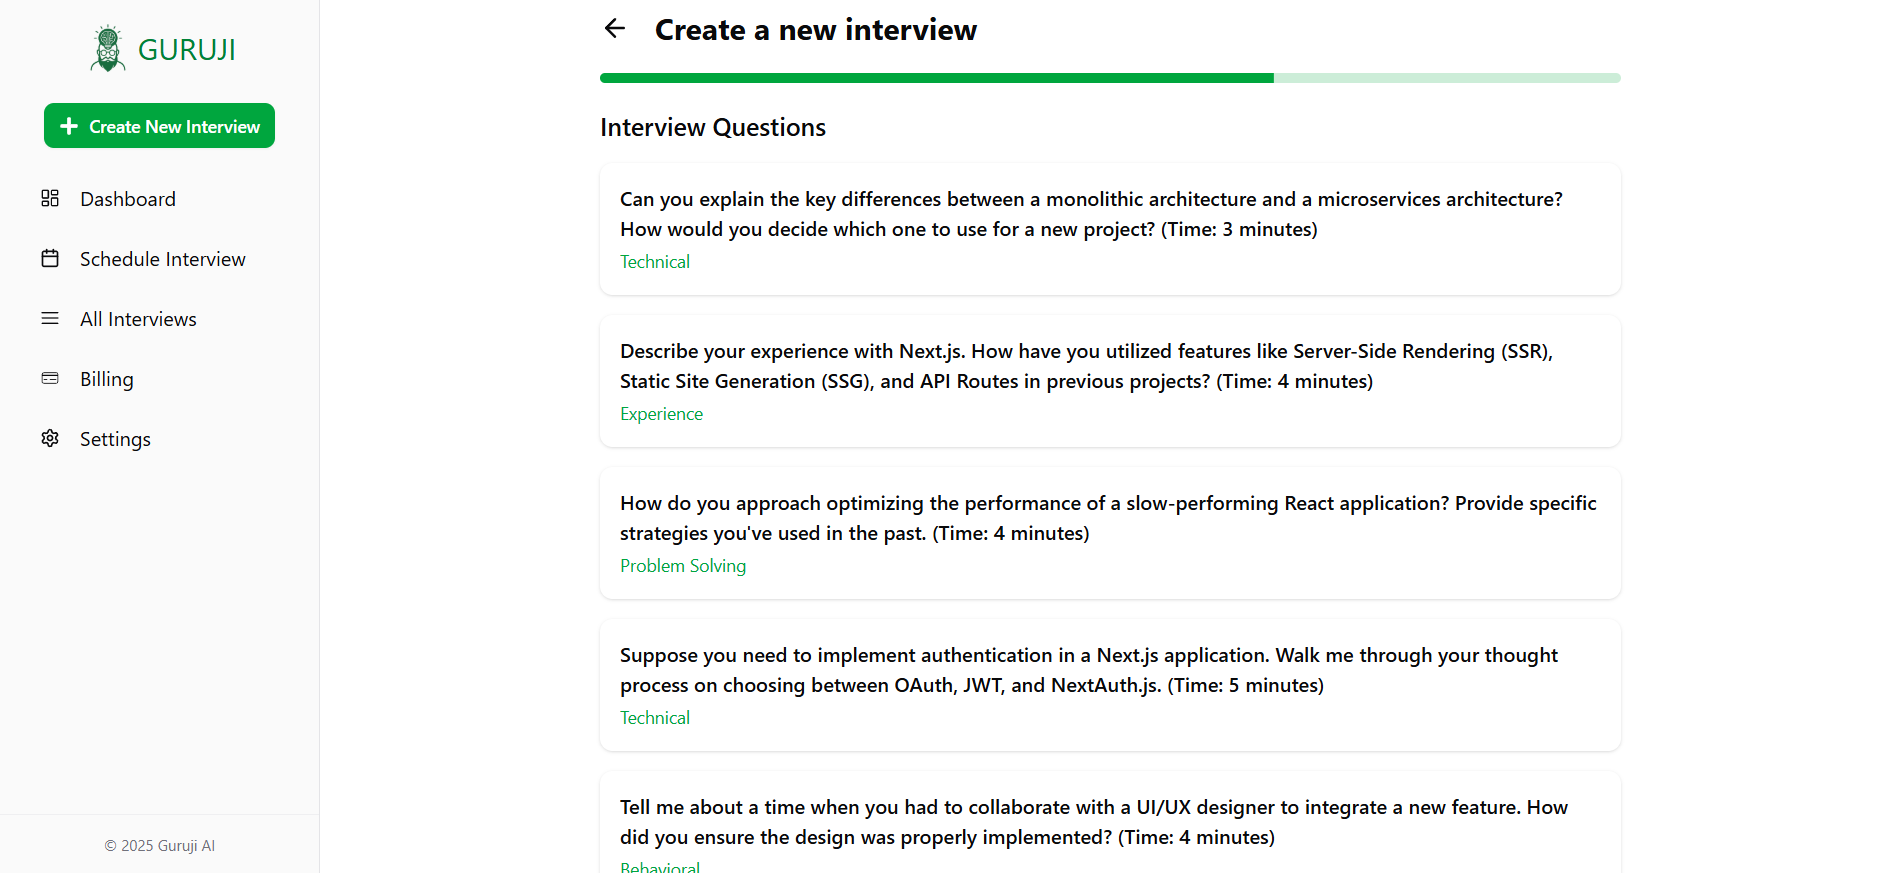 GURUJI
Create New Interview
Dashboard
Schedule Interview
All Interviews
Billing
Settings
© 2025 Guruji AI
Create a new interview
Interview Questions
Can you explain the key differences between a monolithic architecture and a microservices architecture?
How would you decide which one to use for a new project? (Time: 3 minutes)
Technical
Describe your experience with Next.js. How have you utilized features like Server-Side Rendering (SSR),
Static Site Generation (SSG), and API Routes in previous projects? (Time: 4 minutes)
Experience
How do you approach optimizing the performance of a slow-performing React application? Provide specific
strategies you've used in the past. (Time: 4 minutes)
Problem Solving
Suppose you need to implement authentication in a Next.js application. Walk me through your thought
process on choosing between OAuth, JWT, and NextAuth.js. (Time: 5 minutes)
Technical
Tell me about a time when you had to collaborate with a UI/UX designer to integrate a new feature. How
did you ensure the design was properly implemented? (Time: 4 minutes)
Behavioral